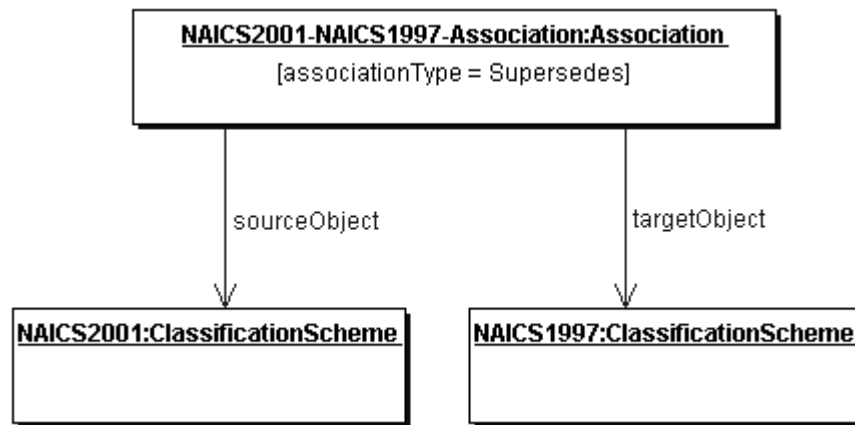 NAICS2001-NAICS1997-Association:Association
[associationType = Supersedes]
sourceObject
targetObject
NAICS2001:ClassificationScheme
NAICS1997:ClassificationScheme